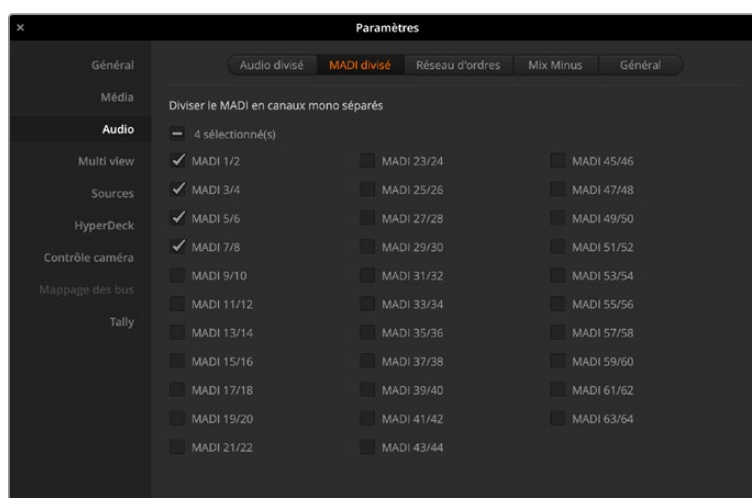 Paramètres
Général
Média
Audio
Multi view
Sources
HyperDeck
Contrôle caméra
Mappage des bus
Tally
Audio divisé
MADI divisé
Réseau d'ordres
Mix Minus
Général
Diviser le MADI en canaux mono séparés
4 sélectionné(s)
MADI 1/2
MADI 3/4
MADI 5/6
MADI 7/8
MADI 9/10
MADI 11/12
MADI 13/14
MADI 15/16
MADI 17/18
MADI 19/20
MADI 21/22
MADI 23/24
MADI 25/26
MADI 27/28
MADI 29/30
MADI 31/32
MADI 33/34
MADI 35/36
MADI 37/38
MADI 39/40
MADI 41/42
MADI 43/44
MADI 45/46
MADI 47/48
MADI 49/50
MADI 51/52
MADI 53/54
MADI 55/56
MADI 57/58
MADI 59/60
MADI 61/62
MADI 63/64